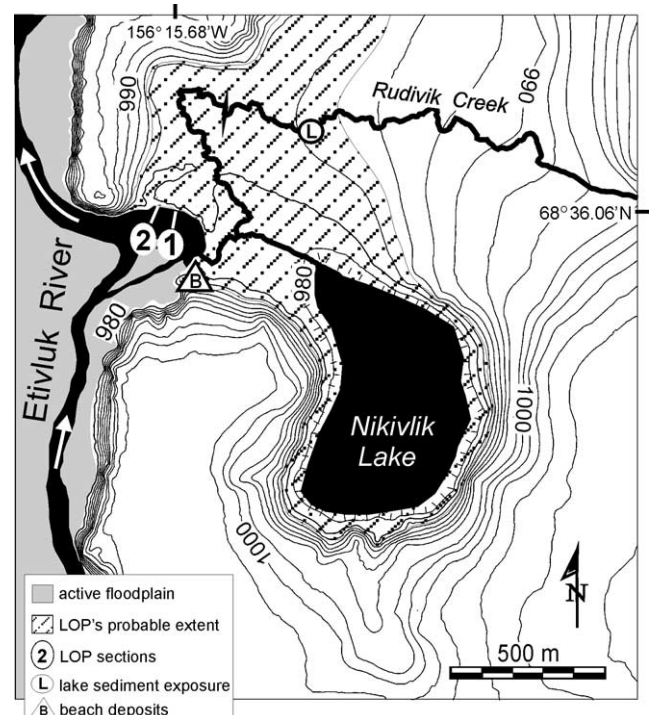 156° 15.68'W
990
Rudivik Creek
990
L
68° 36.06'N
2 1
B
980
980
Etivluk River
Nikivlik
Lake
1000
1000
N
500 m
active floodplain
LOP's probable extent
2 LOP sections
L lake sediment exposure
B beach deposits